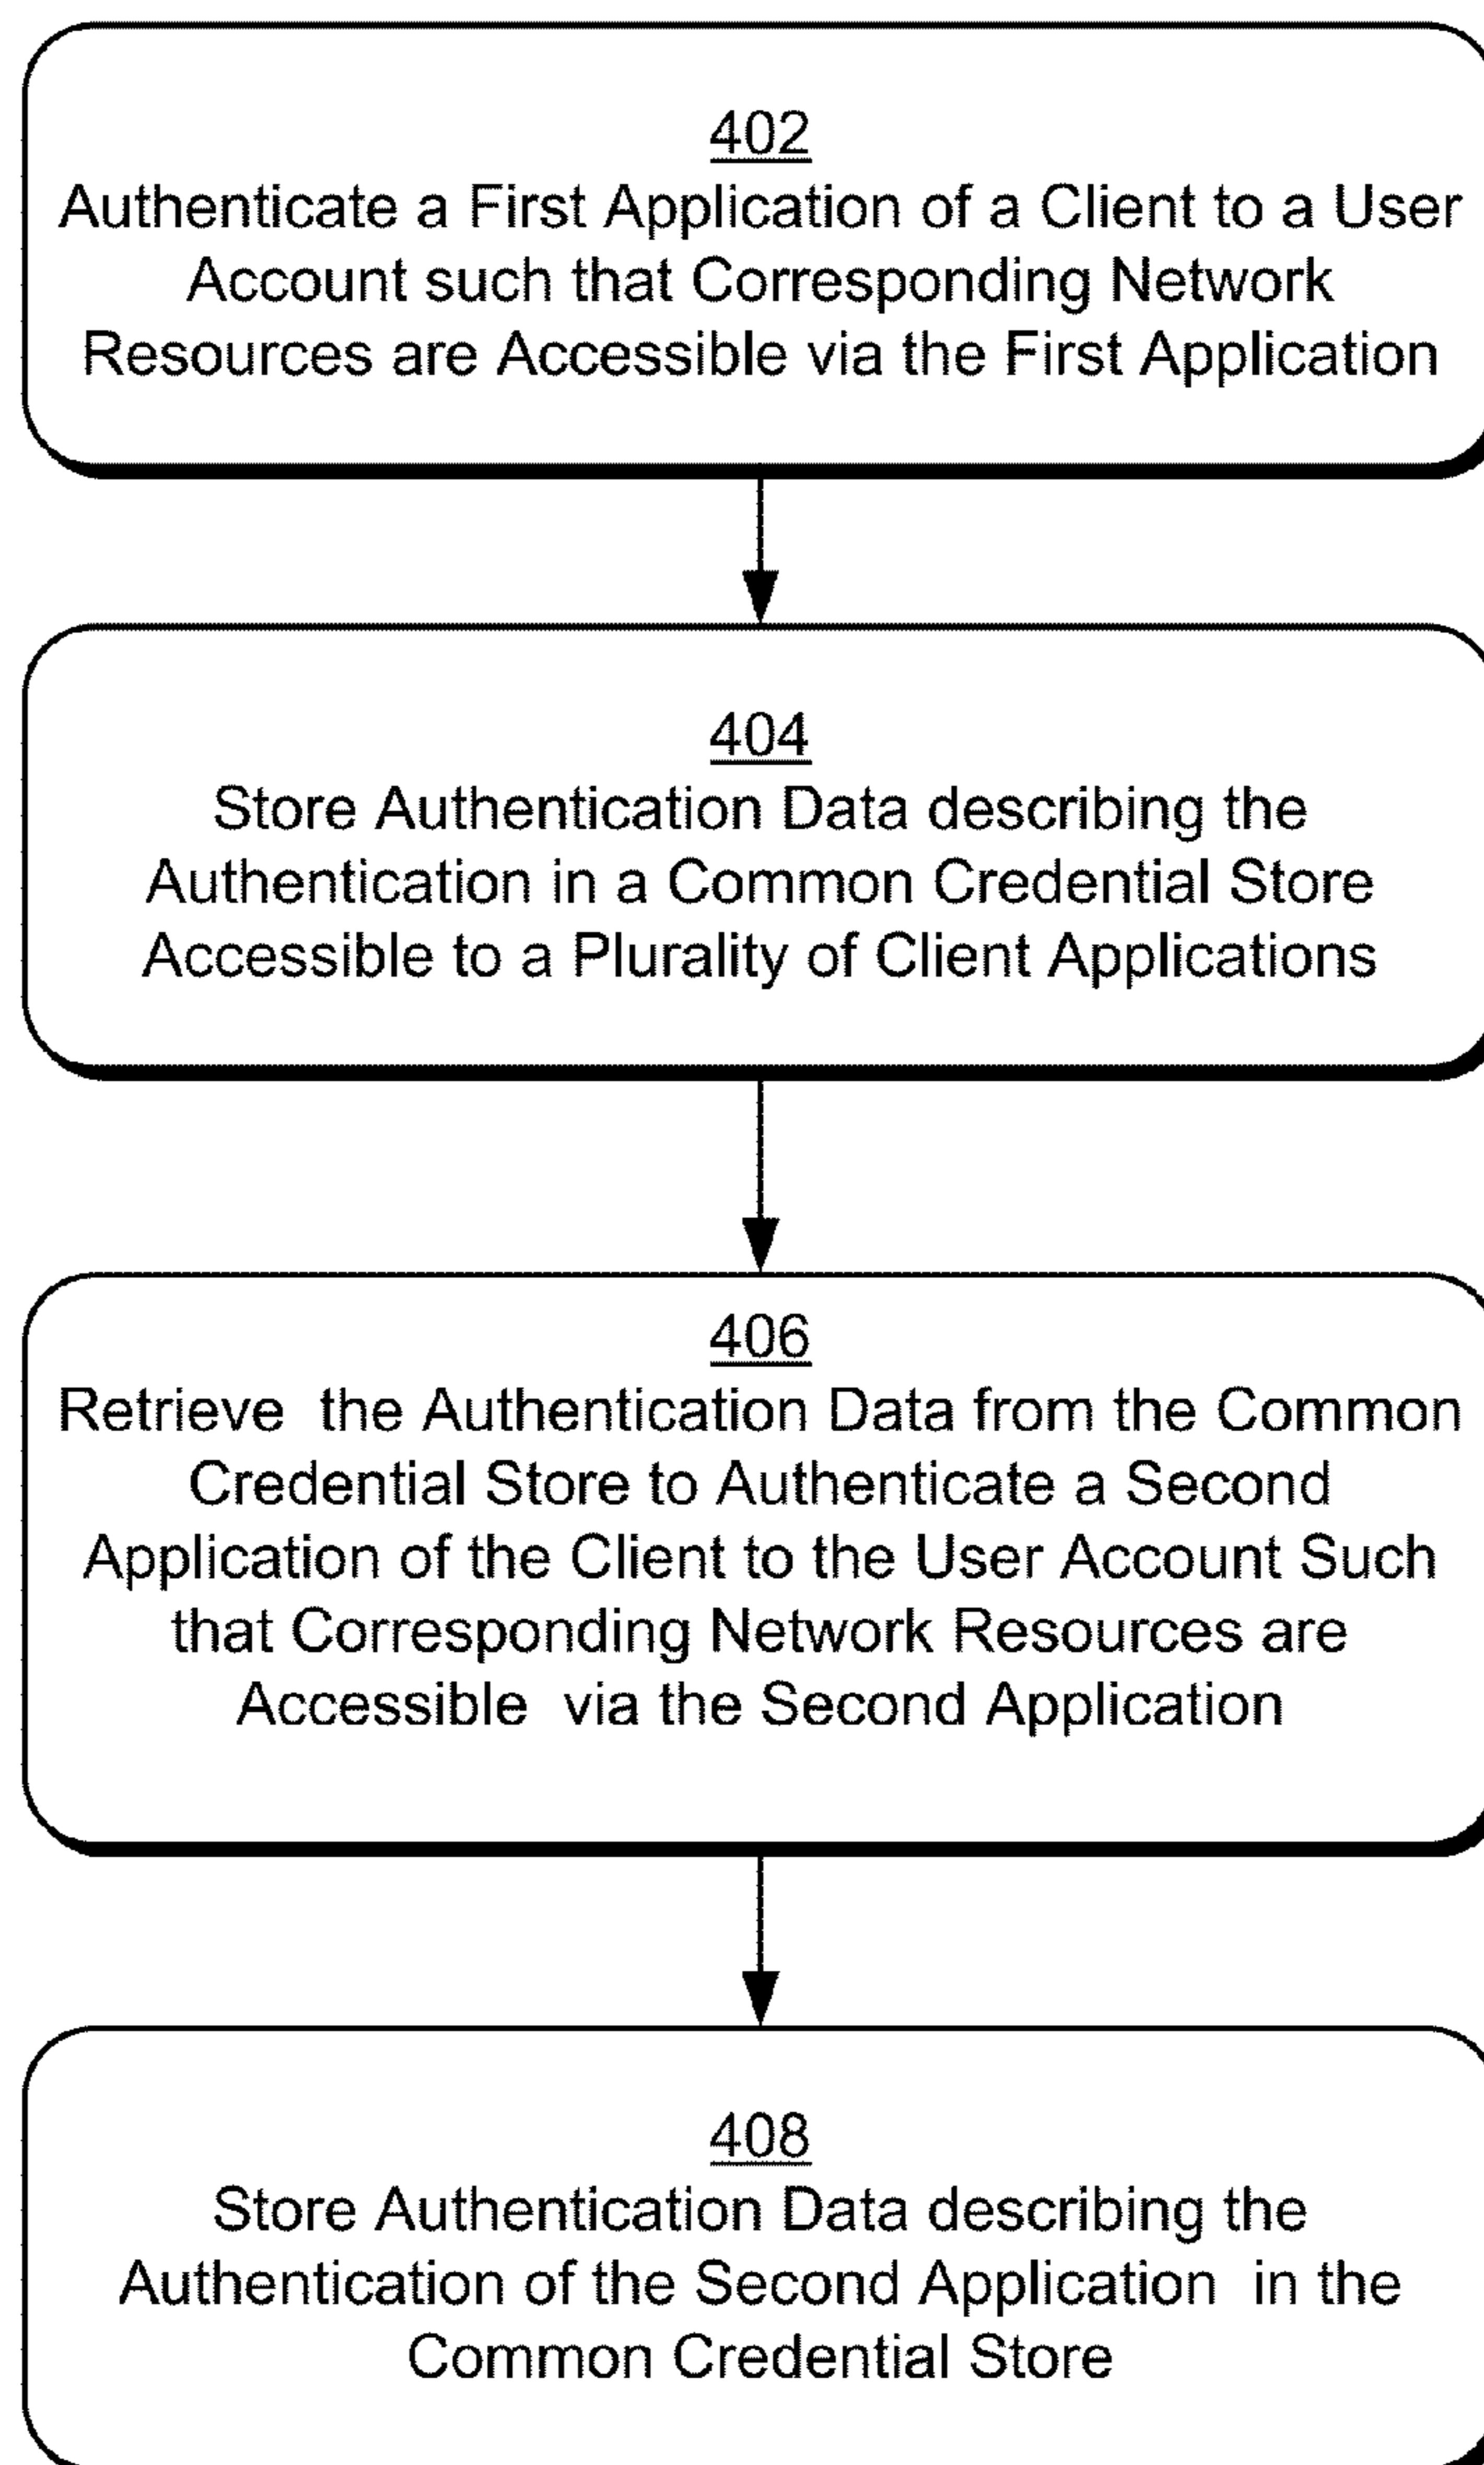 402
Authenticate a First Application of a Client to a User
Account such that Corresponding Network
Resources are Accessible via the First Application
404
Store Authentication Data describing the
Authentication in a Common Credential Store
Accessible to a Plurality of Client Applications
406
Retrieve the Authentication Data from the Common
Credential Store to Authenticate a Second
Application of the Client to the User Account Such
that Corresponding Network Resources are
Accessible via the Second Application
408
Store Authentication Data describing the
Authentication of the Second Application in the
Common Credential Store